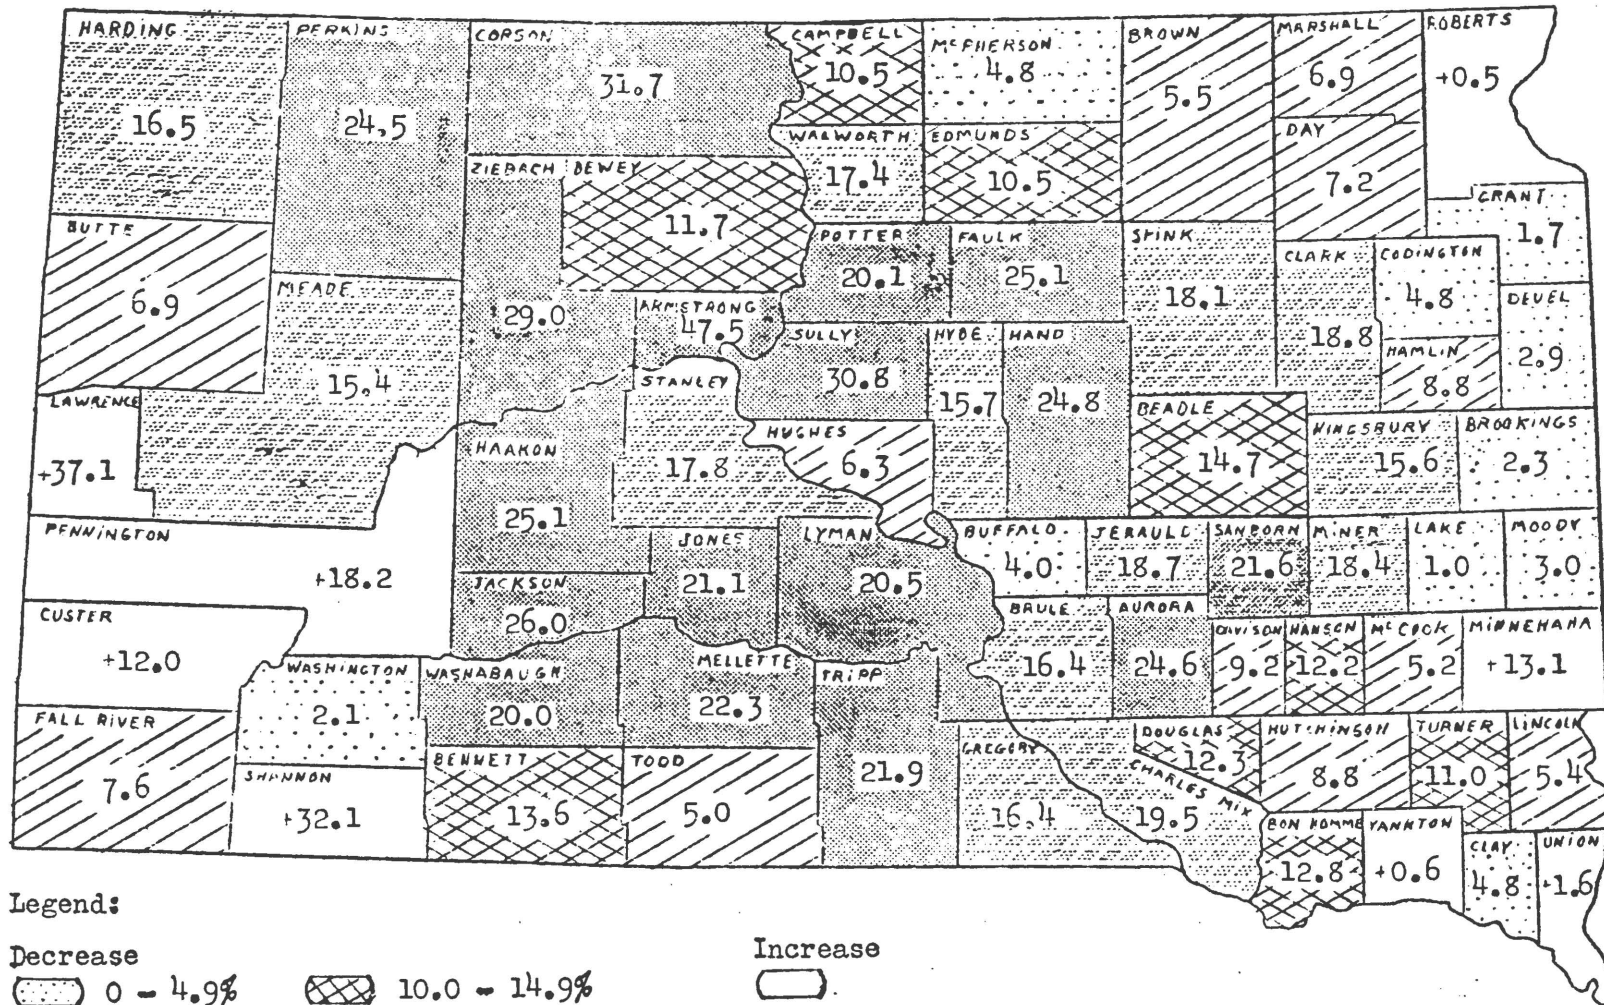 HARDING
16.5
PERKINS
24.5
CORSON
31.7
CAMPBELL
10.5
McPHERSON
4.8
BROWN
5.5
MARSHALL
6.9
ROBERTS
+0.5
WALWORTH
17.4
EDMUNDS
10.5
DAY
7.2
ZIEBACH
29.0
DEWEY
11.7
GRANT
1.7
BUTTE
6.9
MEADE
15.4
ARMSTRONG
47.5
POTTER
20.1
FAULK
25.1
SPINK
18.1
CLARK
18.8
CODINGTON
4.8
DEUEL
2.9
HAMLIN
8.8
SULLY
30.8
HYDE
15.7
HAND
24.8
STANLEY
17.8
LAWRENCE
+37.1
HAAKON
25.1
HUGHES
6.3
BEADLE
14.7
KINGSBURY
15.6
BROOKINGS
2.3
PENNINGTON
+18.2
JONES
21.1
LYMAN
20.5
BUFFALO
4.0
JERAULD
18.7
SANBORN
21.6
MINER
18.4
LAKE
1.0
MOODY
3.0
JACKSON
26.0
CUSTER
+12.0
BRULE
16.4
AURORA
24.6
DAVISON
9.2
HANSON
12.2
McCOOK
5.2
MINNEHAHA
+13.1
WASHINGTON
2.1
WASHABAUGH
20.0
MELLETTE
22.3
TRIPP
21.9
FALL RIVER
7.6
SHANNON
+32.1
BENNETT
13.6
TODD
5.0
GREGORY
16.4
CHARLES MIX
19.5
DOUGLAS
12.3
HUTCHINSON
8.8
TURNER
11.0
LINCOLN
5.4
BON HOMME
12.8
YANKTON
+0.6
CLAY
4.8
UNION
+1.6
Legend:
Decrease
Increase
0 - 4.9%
10.0 - 14.9%